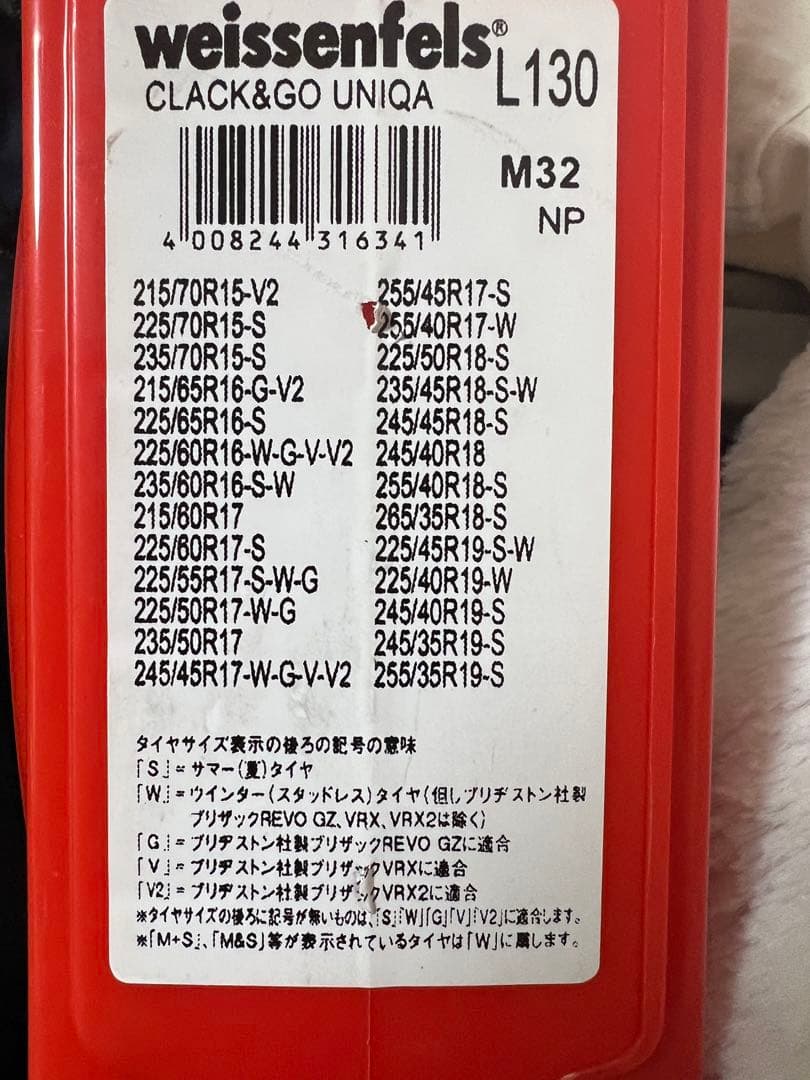 weissenfels®
L130
CLACK&GO UNIQA
M32
NP
4 008244 316341
215/70R15-V2
225/70R15-S
235/70R15-S
215/65R16-G-V2
225/65R16-S
225/60R16-W-G-V-V2
235/60R16-S-W
215/60R17
225/60R17-S
225/55R17-S-W-G
225/50R17-W-G
235/50R17
245/45R17-W-G-V-V2
255/45R17-S
255/40R17-W
225/50R18-S
235/45R18-S-W
245/45R18-S
245/40R18
255/40R18-S
265/35R18-S
225/45R19-S-W
225/40R19-W
245/40R19-S
245/35R19-S
255/35R19-S
タイヤサイズ表示の後ろの記号の意味
「S」=サマー(夏)タイヤ
「W」=ウインター(スタッドレス)タイヤ(但しブリヂストン社製
ブリザックREVO GZ、VRX、VRX2は除く)
「G」=ブリヂストン社製ブリザックREVO GZに適合
「V」=ブリヂストン社製ブリザックVRXに適合
「V2」=ブリヂストン社製ブリザックVRX2に適合
※タイヤサイズの後ろに記号が無いものは、「S」「W」「G」「V」「V2」に適合します。
※「M+S」、「M&S」等が表示されているタイヤは「W」に属します。